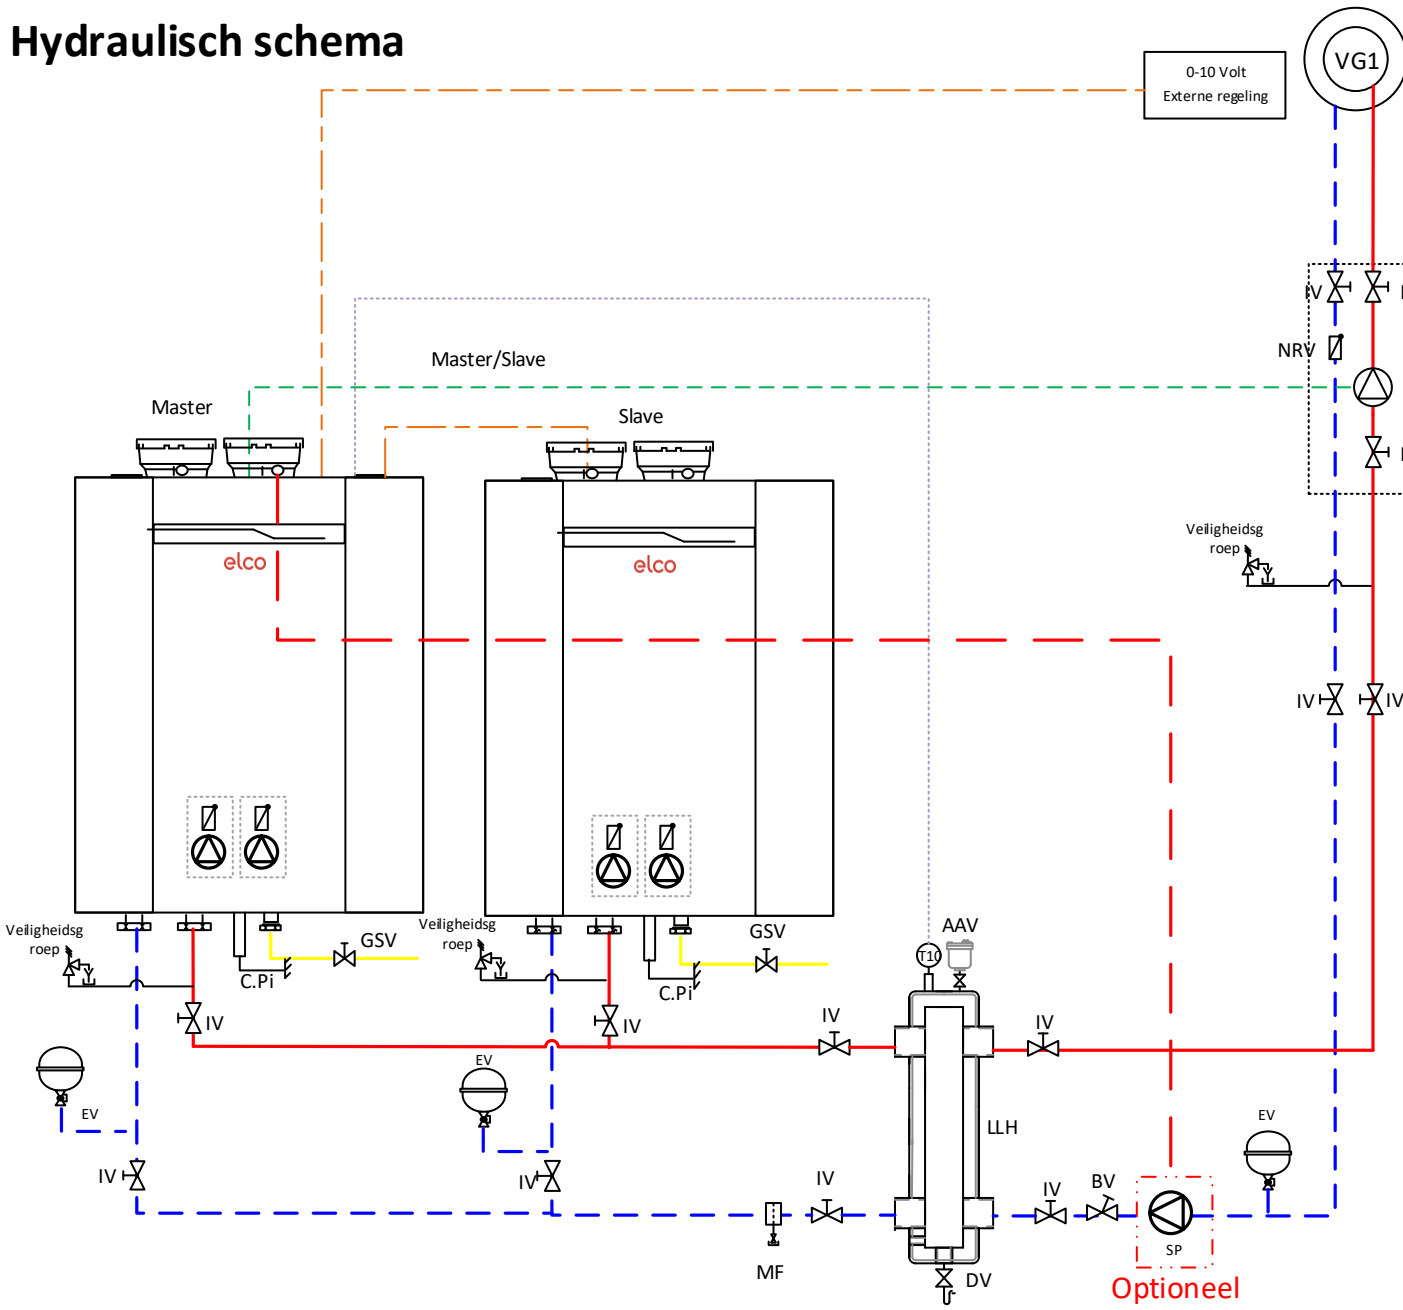 Hydraulisch schema
VG1
0-10 Volt
Externe regeling
IV
NRV
Master/Slave
Master
Slave
elco
elco
Veiligheidsg
roep
IV
IV
Veiligheidsg
roep
GSV
C.Pi
IV
Veiligheidsg
roep
GSV
C.Pi
IV
AAV
T10
IV
IV
EV
EV
EV
LLH
IV
IV
IV
IV
BV
MF
DV
SP
Optioneel